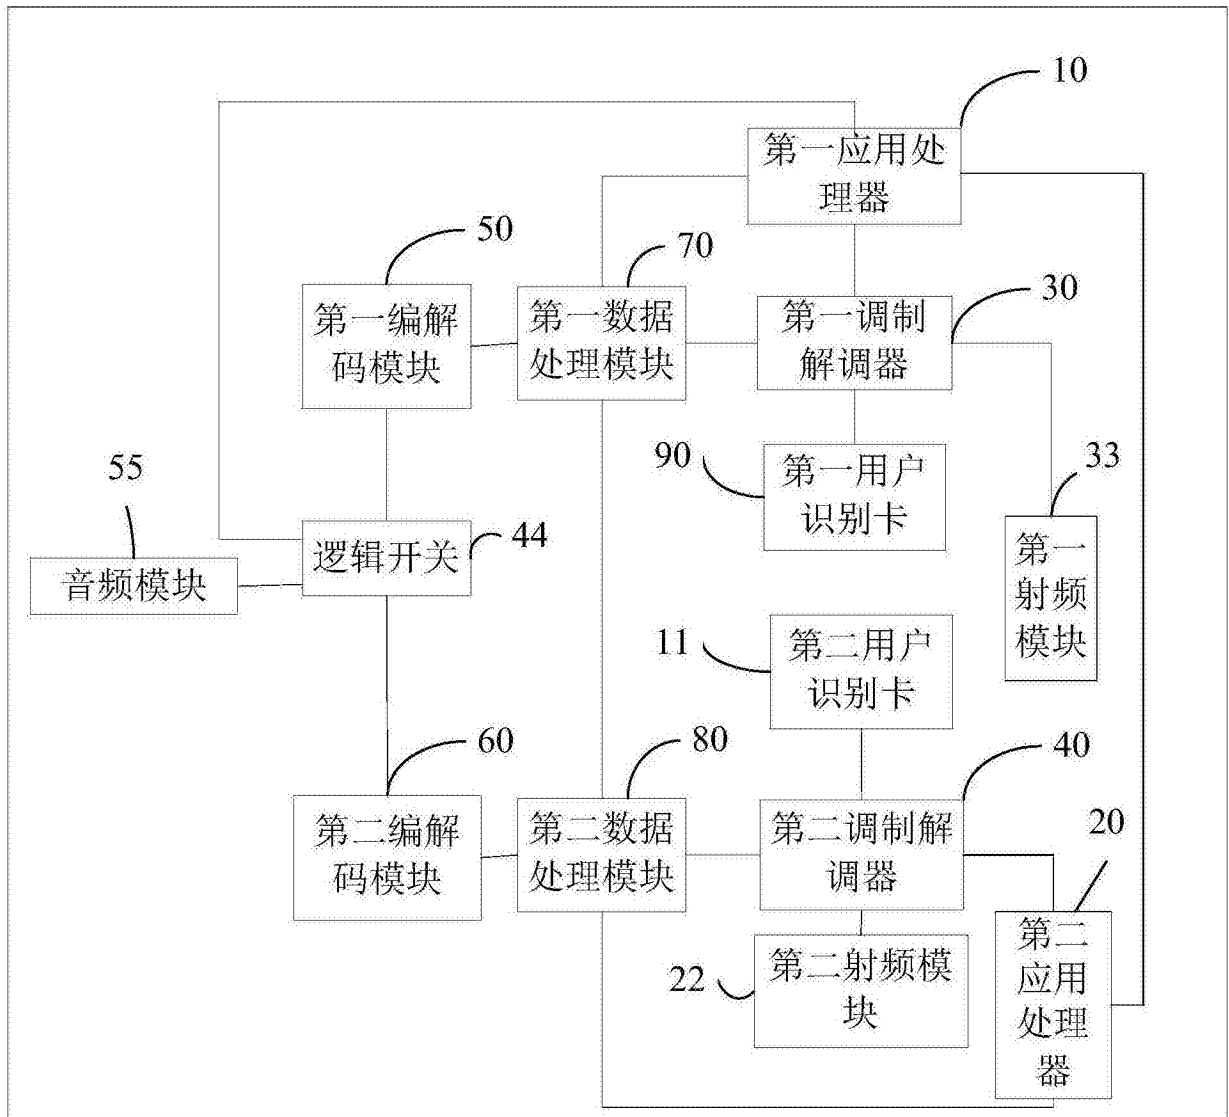 10
第一应用处
理器
50
70
30
第一编解
码模块
第一数据
处理模块
第一调制
解调器
90
第一用户
识别卡
33
第一
射频
模块
55
音频模块
逻辑开关
44
11
第二用户
识别卡
60
80
40
20
第二编解
码模块
第二数据
处理模块
第二调制解
调器
22
第二射频模
块
第二
应用
处理
器